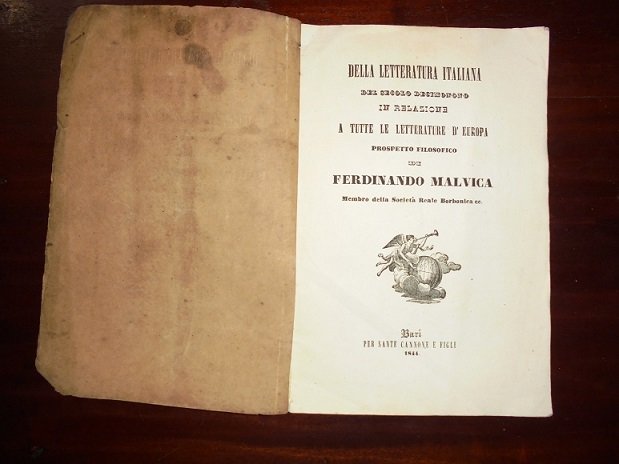 DELLA LETTERATURA ITALIANA
DEL SECOLO DECIMONONO
IN RELAZIONE
A TUTTE LE LETTERATURE D' EUROPA
PROSPETTO FILOSOFICO
DI
FERDINANDO MALVICA
Membro della Società Reale Borbonica ec.
Bari
PER SANTE CANNONE E FIGLI
1844